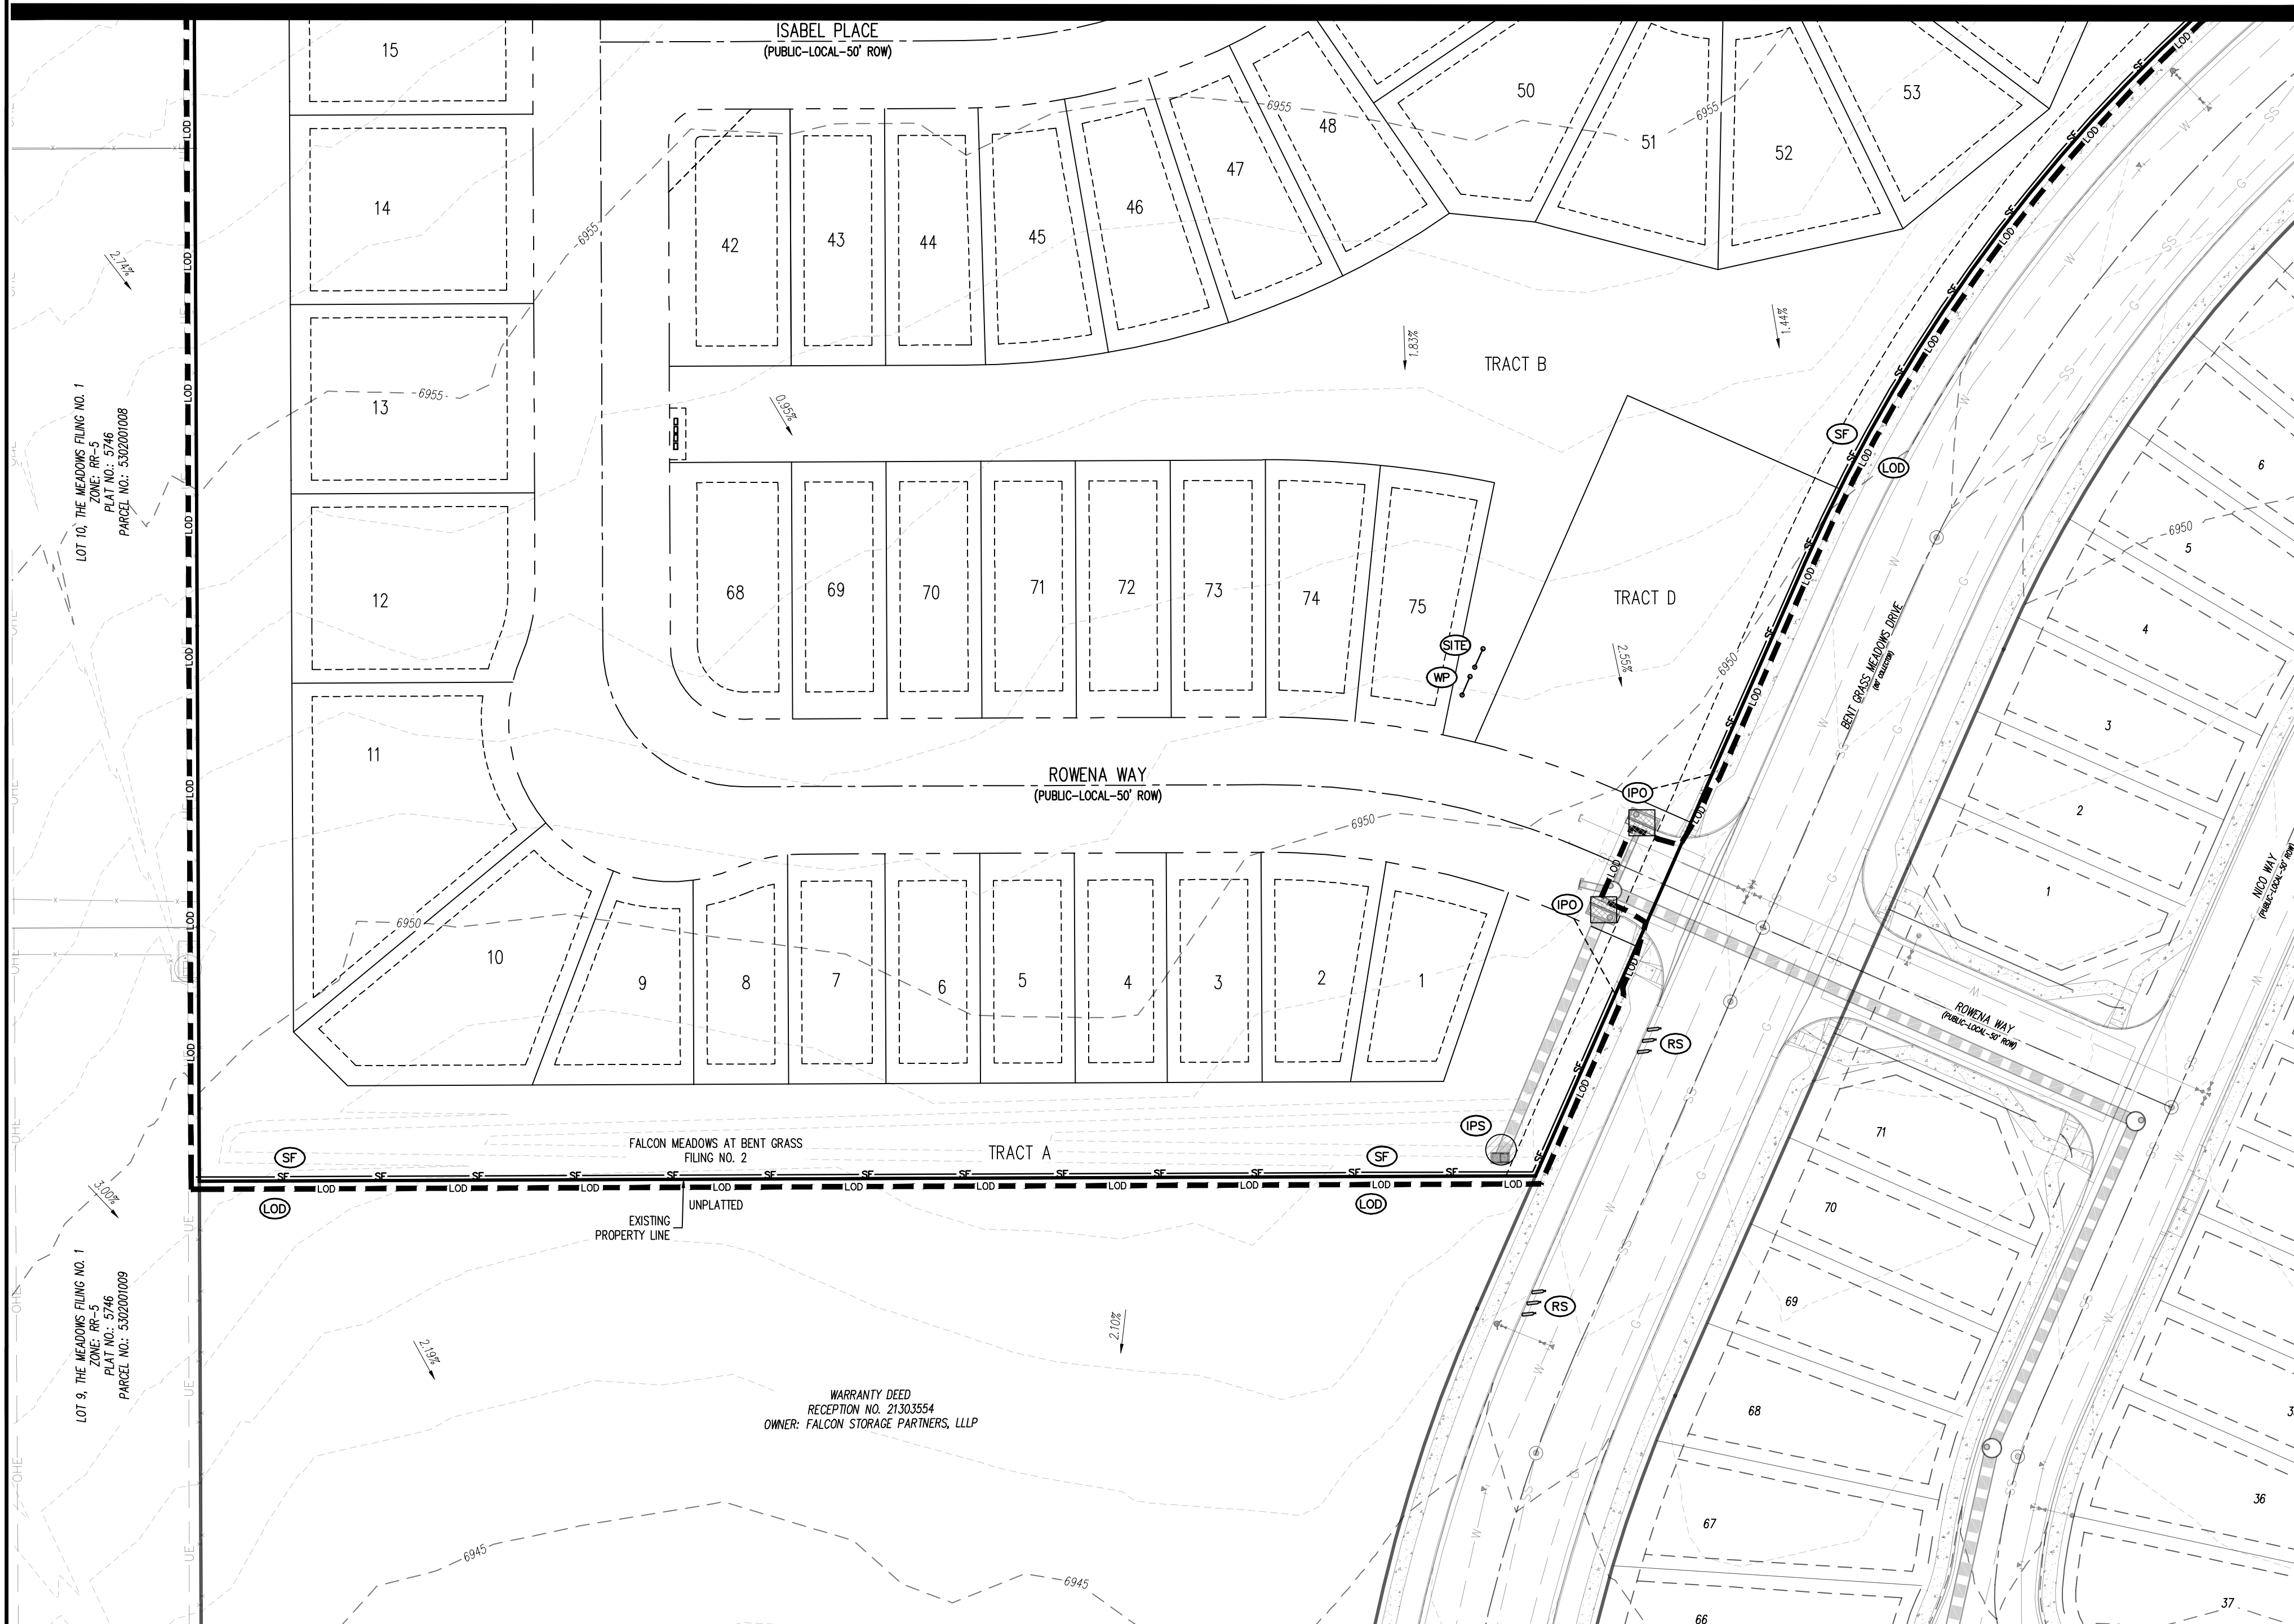 ISABEL PLACE
(PUBLIC-LOCAL-50' ROW)
15
14
13
12
11
10
9
8
7
6
5
4
3
2
1
42
43
44
45
46
47
48
50
51
52
53
68
69
70
71
72
73
74
75
6955
6955
6955
6955
2.74%
0.95%
1.83%
1.44%
2.55%
TRACT B
TRACT D
SF
LOD
SITE
WP
6950
6950
6950
6950
LOT 10, THE MEADOWS FILING NO. 1
ZONE: RR-5
PLAT NO.: 5746
PARCEL NO.: 5302001008
ROWENA WAY
(PUBLIC-LOCAL-50' ROW)
IPO
IPO
IPS
RS
RS
BENT GRASS MEADOWS DRIVE
(80' COLLECTOR)
6
5
4
3
2
1
NICO WAY
(PUBLIC-LOCAL-50' ROW)
ROWENA WAY
(PUBLIC-LOCAL-50' ROW)
71
70
69
68
67
66
36
37
FALCON MEADOWS AT BENT GRASS
FILING NO. 2
TRACT A
SF
SF
LOD
LOD
UNPLATTED
EXISTING
PROPERTY LINE
3.00%
LOT 9, THE MEADOWS FILING NO. 1
ZONE: RR-5
PLAT NO.: 5746
PARCEL NO.: 5302001009
2.19%
2.10%
WARRANTY DEED
RECEPTION NO. 21303554
OWNER: FALCON STORAGE PARTNERS, LLLP
6945
6945